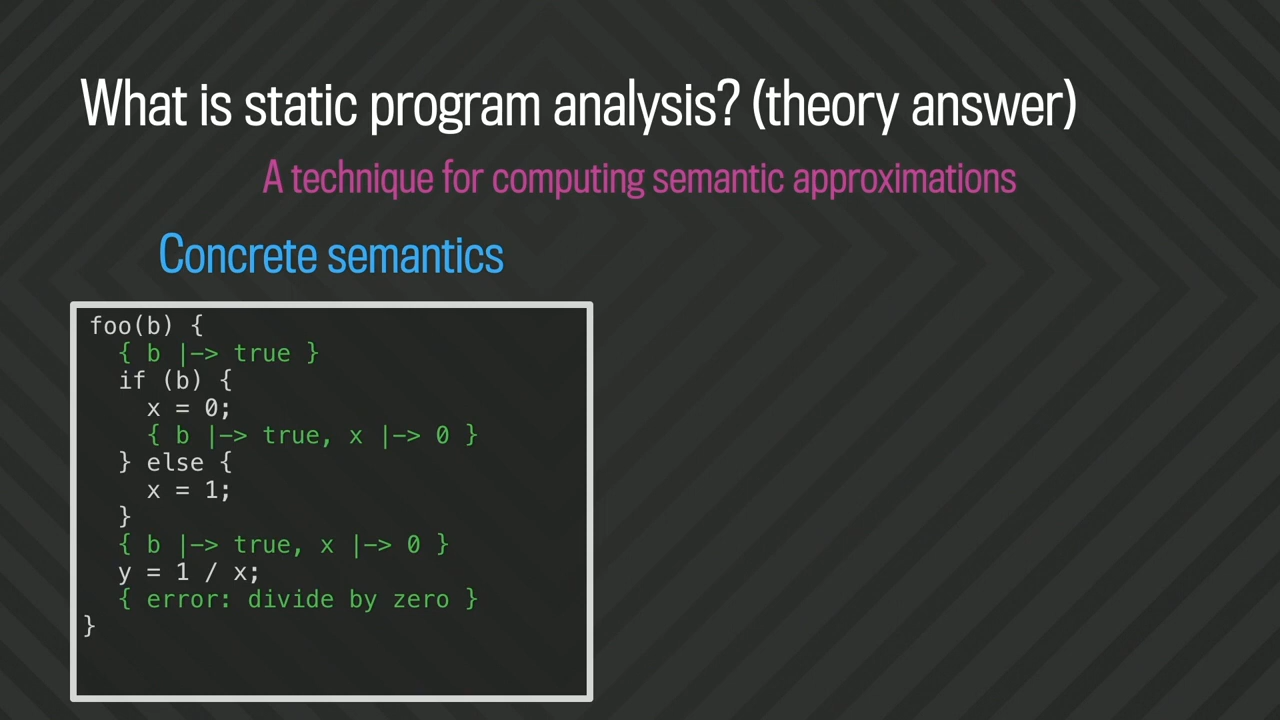 What is static program analysis? (theory answer)
A technique for computing semantic approximations
Concrete semantics
foo(b) {
  { b |-> true }
  if (b) {
    x = 0;
    { b |-> true, x |-> 0 }
  } else {
    x = 1;
  }
  { b |-> true, x |-> 0 }
  y = 1 / x;
  { error: divide by zero }
}